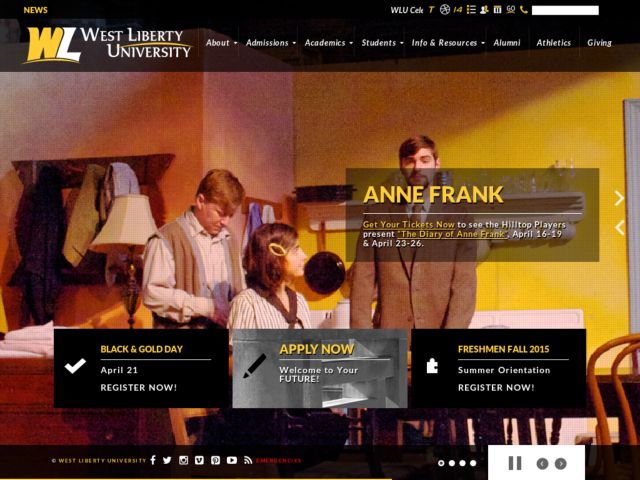 NEWS
WLU Cel
GO
WL WEST LIBERTY
UNIVERSITY
About Admissions Academics Students Info & Resources Alumni Athletics Giving
ANNE FRANK
Get Your Tickets Now to see the Hilltop Players
present "The Diary of Anne Frank", April 16-19
& April 23-26.
BLACK & GOLD DAY
April 21
REGISTER NOW!
APPLY NOW
Welcome to Your
FUTURE!
FRESHMEN FALL 2015
Summer Orientation
REGISTER NOW!
© WEST LIBERTY UNIVERSITY
EMERGENCIES